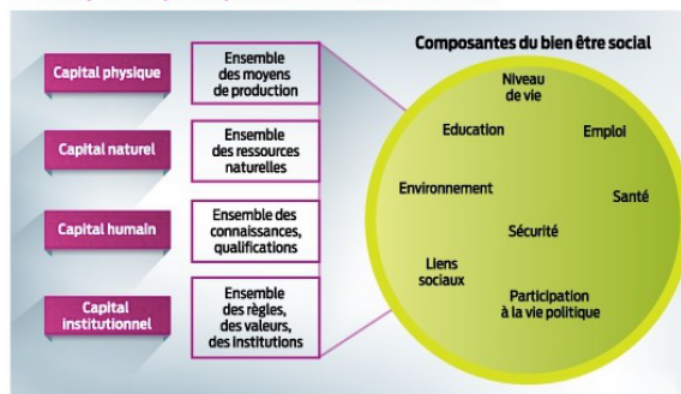 Capital physique
Ensemble
des moyens
de production
Capital naturel
Ensemble
des ressources
naturelles
Capital humain
Ensemble des
connaissances,
qualifications
Capital
institutionnel
Ensemble
des règles,
des valeurs,
des institutions
Composantes du bien être social
Niveau
de vie
Education
Emploi
Environnement
Santé
Sécurité
Liens
sociaux
Participation
à la vie politique